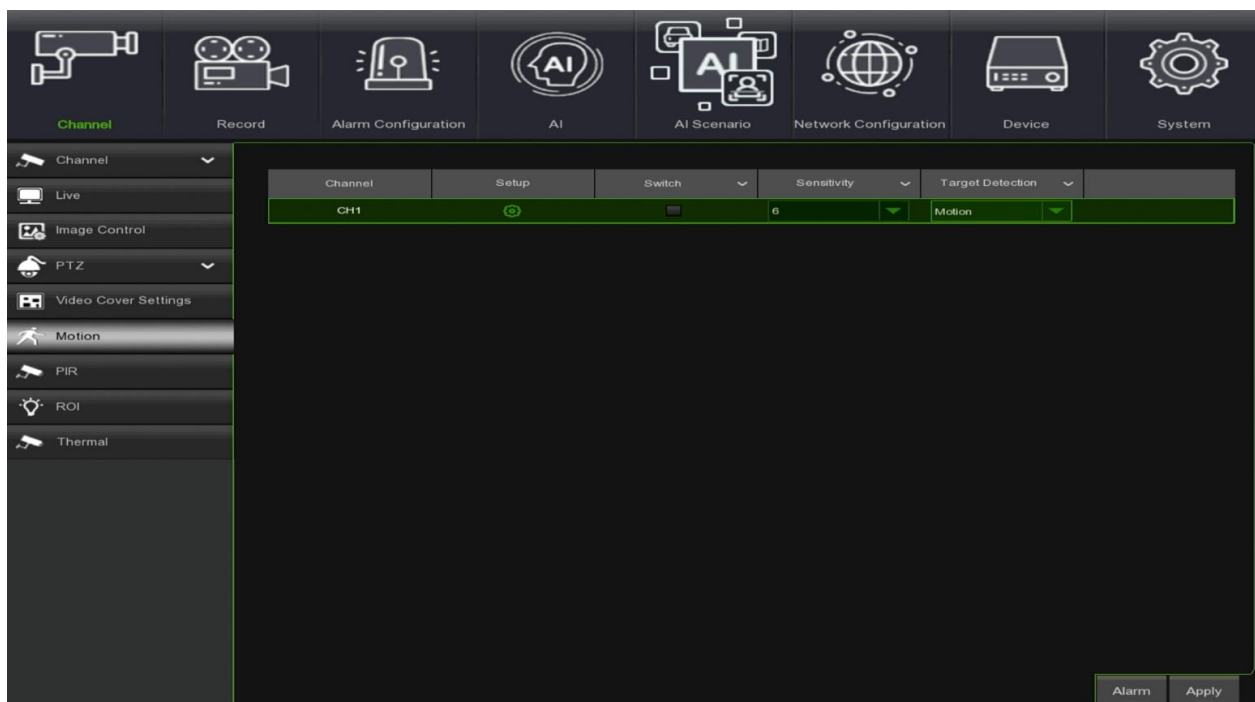 AI
AI
Channel Record Alarm Configuration AI AI Scenario Network Configuration Device System
Channel
Live
Image Control
PTZ
Video Cover Settings
Motion
PIR
ROI
Thermal
Channel Setup Switch Sensitivity Target Detection
CH1 6 Motion
Alarm Apply